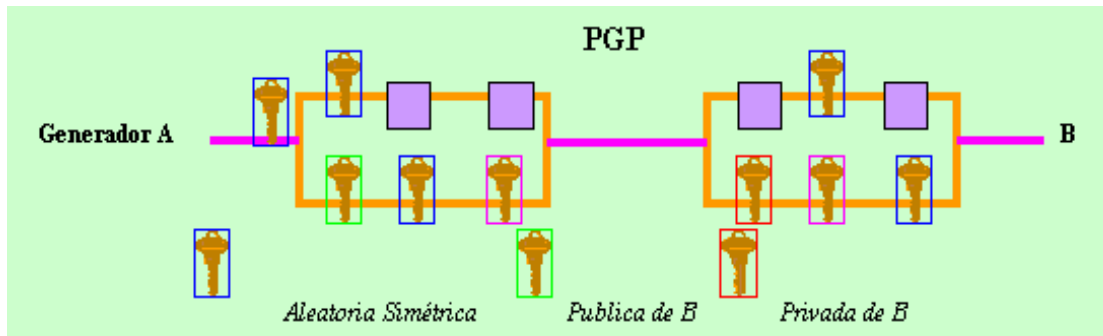 PGP
Generador A
B
Aleatoria Simétrica
Publica de B
Privada de B